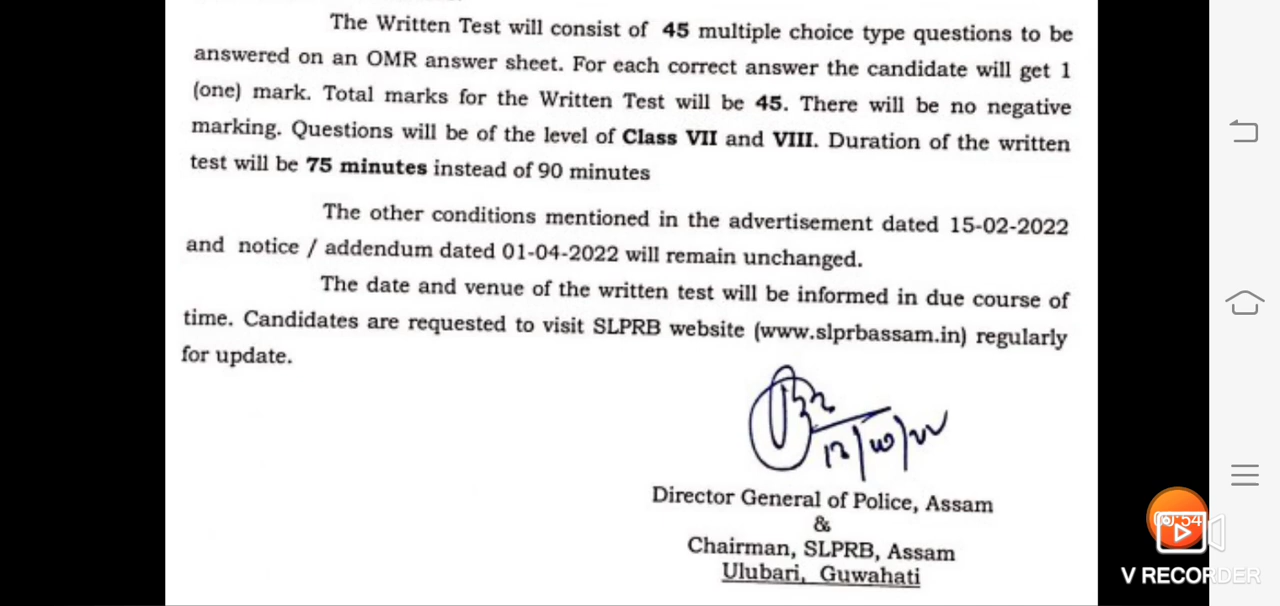 The Written Test will consist of 45 multiple choice type questions to be
answered on an OMR answer sheet. For each correct answer the candidate will get 1
(one) mark. Total marks for the Written Test will be 45. There will be no negative
marking. Questions will be of the level of Class VII and VIII. Duration of the written
test will be 75 minutes instead of 90 minutes
The other conditions mentioned in the advertisement dated 15-02-2022
and notice / addendum dated 01-04-2022 will remain unchanged.
The date and venue of the written test will be informed in due course of
time. Candidates are requested to visit SLPRB website (www.slprbassam.in) regularly
for update.
Director General of Police, Assam
&
Chairman, SLPRB, Assam
Ulubari, Guwahati
00:54
V RECORDER